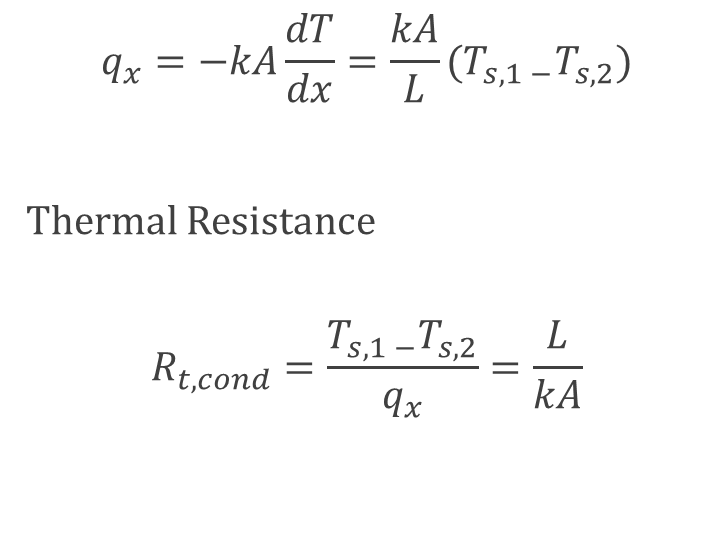 q_x = −kA dT/dx = kA/L (T_{s,1} − T_{s,2})
Thermal Resistance
R_{t,cond} = (T_{s,1} − T_{s,2})/q_x = L/kA